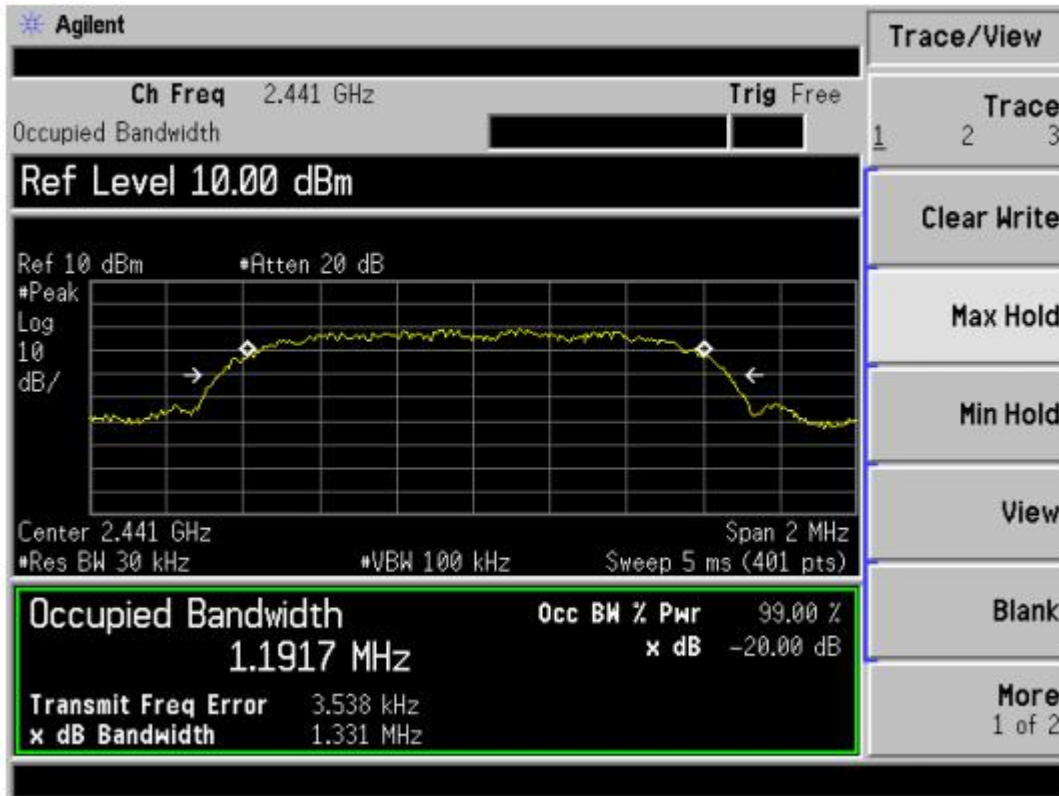 Agilent
Trace/View
Ch Freq 2.441 GHz Trig Free
Occupied Bandwidth
Trace
1 2 3
Ref Level 10.00 dBm
Clear Write
Ref 10 dBm #Atten 20 dB
#Peak
Log
10
dB/
Max Hold
Min Hold
View
Center 2.441 GHz Span 2 MHz
#Res BW 30 kHz #VBW 100 kHz Sweep 5 ms (401 pts)
Occupied Bandwidth
1.1917 MHz
Occ BW % Pwr 99.00 %
x dB -20.00 dB
Transmit Freq Error 3.538 kHz
x dB Bandwidth 1.331 MHz
Blank
More
1 of 2